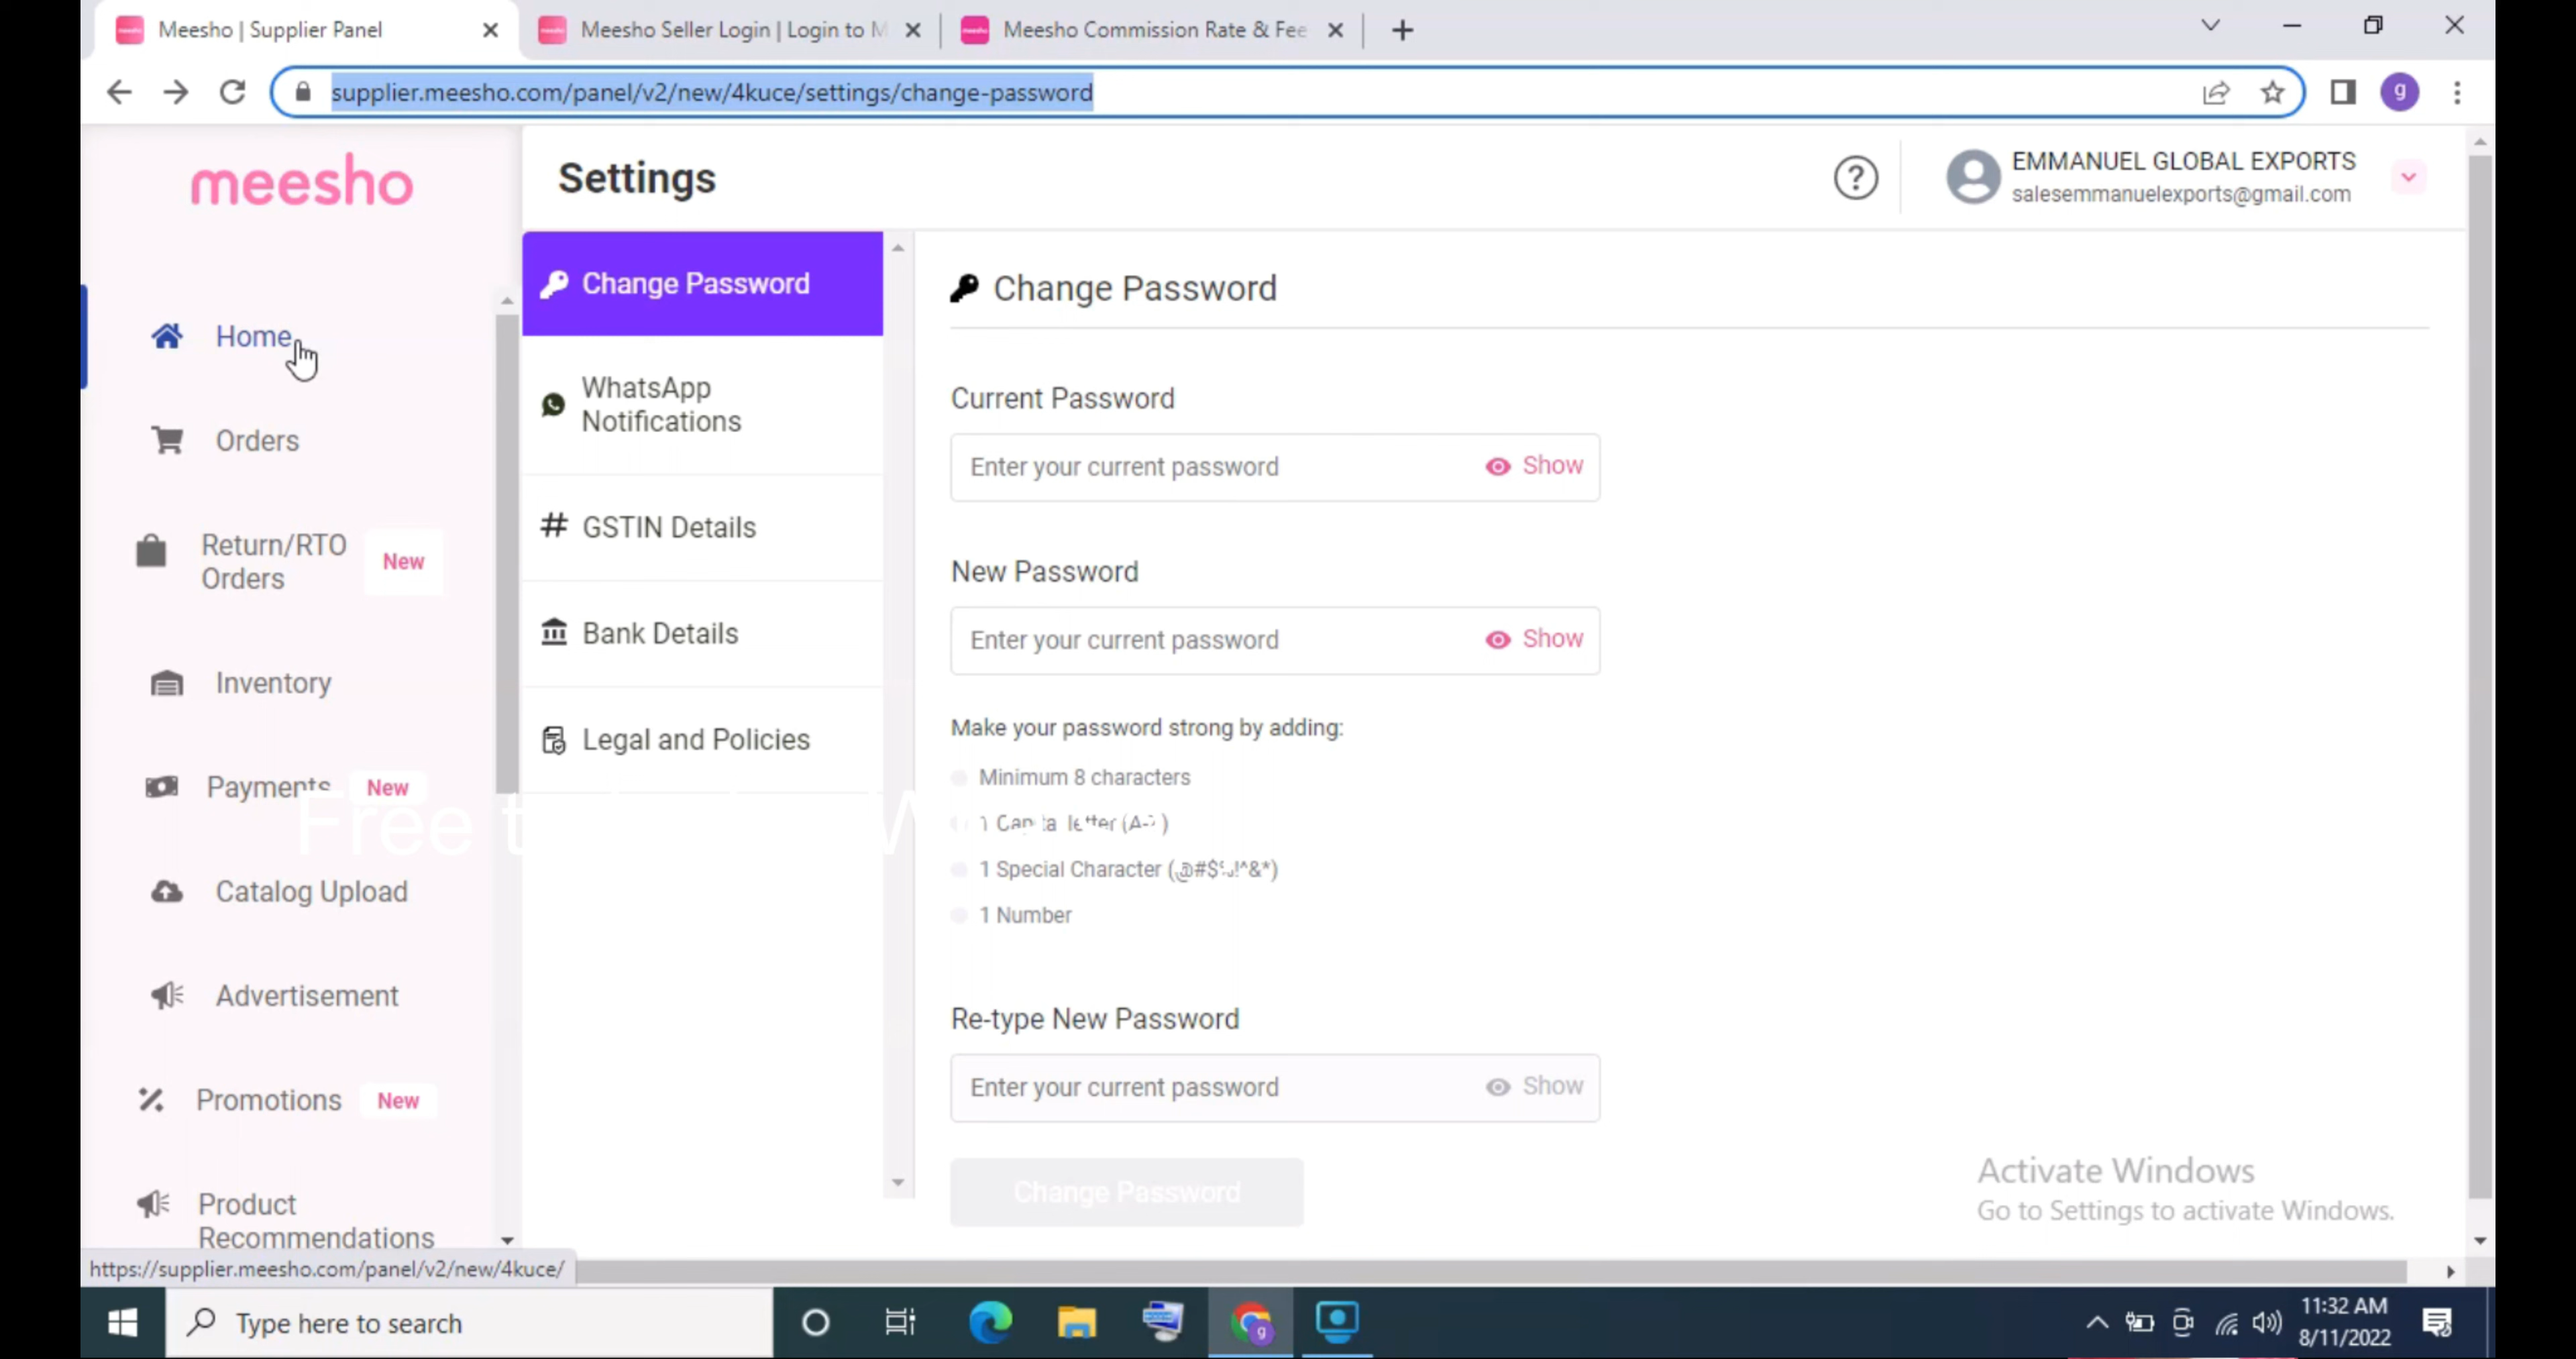 Meesho | Supplier Panel
Meesho Seller Login | Login to M
Meesho Commission Rate & Fee
supplier.meesho.com/panel/v2/new/4kuce/settings/change-password
g
meesho
Settings
EMMANUEL GLOBAL EXPORTS
salesemmanuelexports@gmail.com
Home
Orders
Return/RTO
Orders
New
Inventory
Payments
New
Catalog Upload
Advertisement
Promotions
New
Product
Recommendations
Change Password
WhatsApp
Notifications
GSTIN Details
Bank Details
Legal and Policies
Change Password
Current Password
Enter your current password
Show
New Password
Enter your current password
Show
Make your password strong by adding:
Minimum 8 characters
Free
1 Special Character (@#$%!^&*)
1 Number
Re-type New Password
Enter your current password
Show
Change Password
Activate Windows
Go to Settings to activate Windows.
https://supplier.meesho.com/panel/v2/new/4kuce/
Type here to search
11:32 AM
8/11/2022